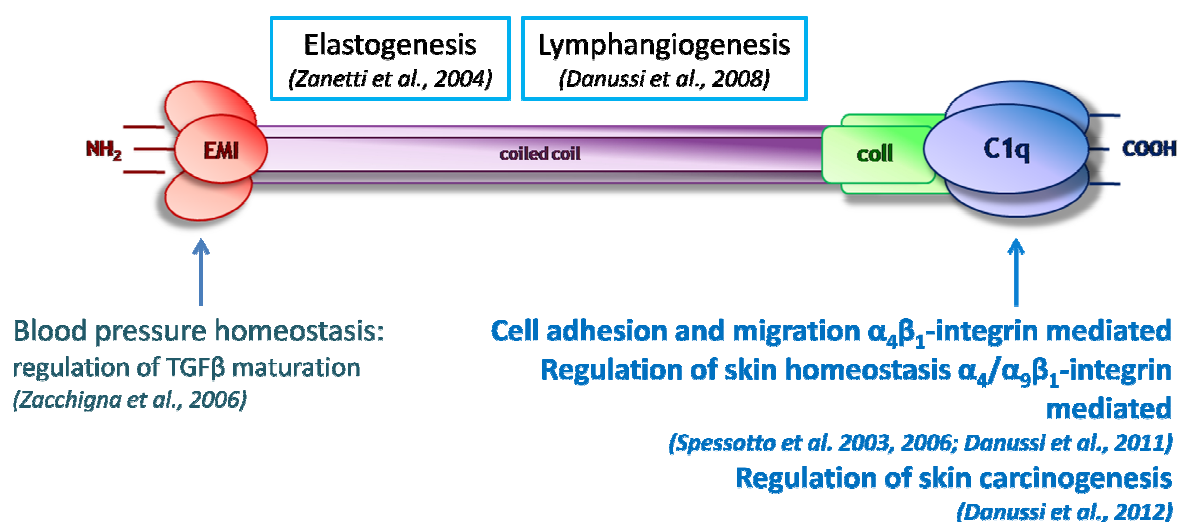 Elastogenesis
(Zanetti et al., 2004)
Lymphangiogenesis
(Danussi et al., 2008)
NH₂
EMI
coiled coil
coll
C1q
COOH
Blood pressure homeostasis:
regulation of TGFβ maturation
(Zacchigna et al., 2006)
Cell adhesion and migration α₄β₁-integrin mediated
Regulation of skin homeostasis α₄/α₉β₁-integrin
mediated
(Spessotto et al. 2003, 2006; Danussi et al., 2011)
Regulation of skin carcinogenesis
(Danussi et al., 2012)